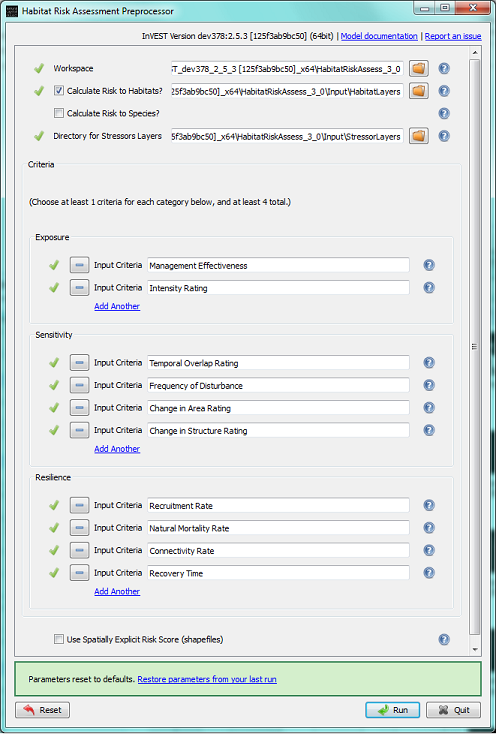 Habitat Risk Assessment Preprocessor
InVEST Version dev378:2.5.3 [125f3ab9bc50] (64bit) | Model documentation | Report an issue
Workspace ST_dev378_2_5_3 [125f3ab9bc50]_x64\HabitatRiskAssess_3_0
Calculate Risk to Habitats? 25f3ab9bc50]_x64\HabitatRiskAssess_3_0\Input\HabitatLayers
Calculate Risk to Species?
Directory for Stressors Layers 5f3ab9bc50]_x64\HabitatRiskAssess_3_0\Input\StressorLayers
Criteria
(Choose at least 1 criteria for each category below, and at least 4 total.)
Exposure
Input Criteria Management Effectiveness
Input Criteria Intensity Rating
Add Another
Sensitivity
Input Criteria Temporal Overlap Rating
Input Criteria Frequency of Disturbance
Input Criteria Change in Area Rating
Input Criteria Change in Structure Rating
Add Another
Resilience
Input Criteria Recruitment Rate
Input Criteria Natural Mortality Rate
Input Criteria Connectivity Rate
Input Criteria Recovery Time
Add Another
Use Spatially Explicit Risk Score (shapefiles)
Parameters reset to defaults. Restore parameters from your last run
Reset Run Quit